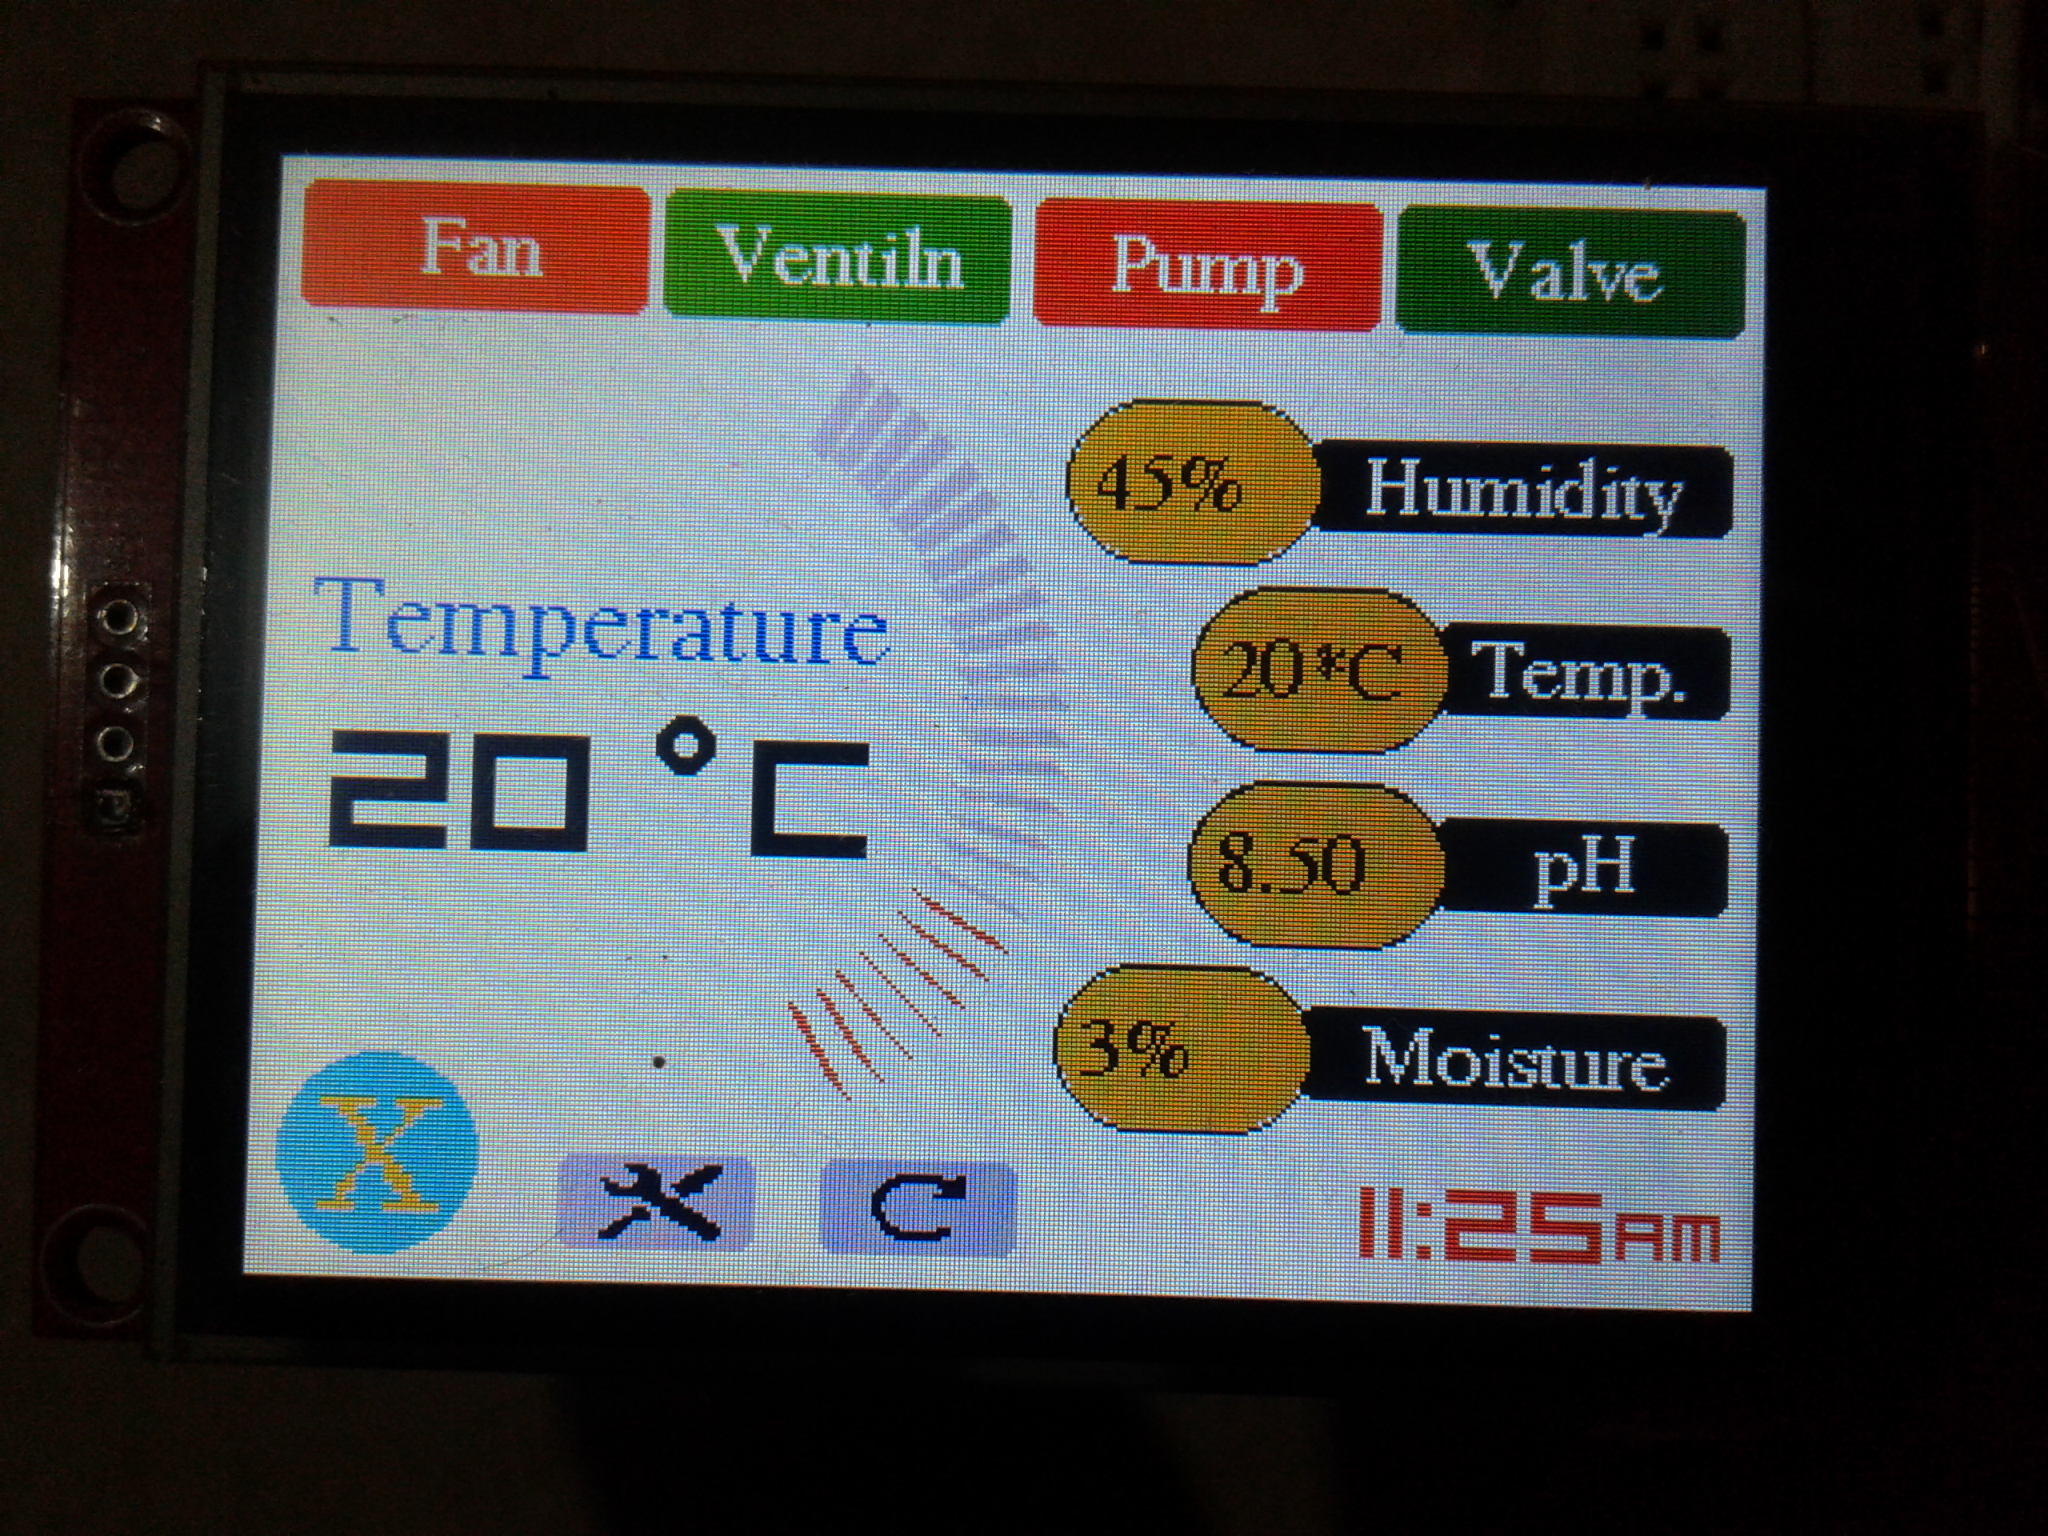 Fan Ventiln Pump Valve
45% Humidity
Temperature
20*C Temp.
20 °C
8.50 pH
3% Moisture
X
11:25AM